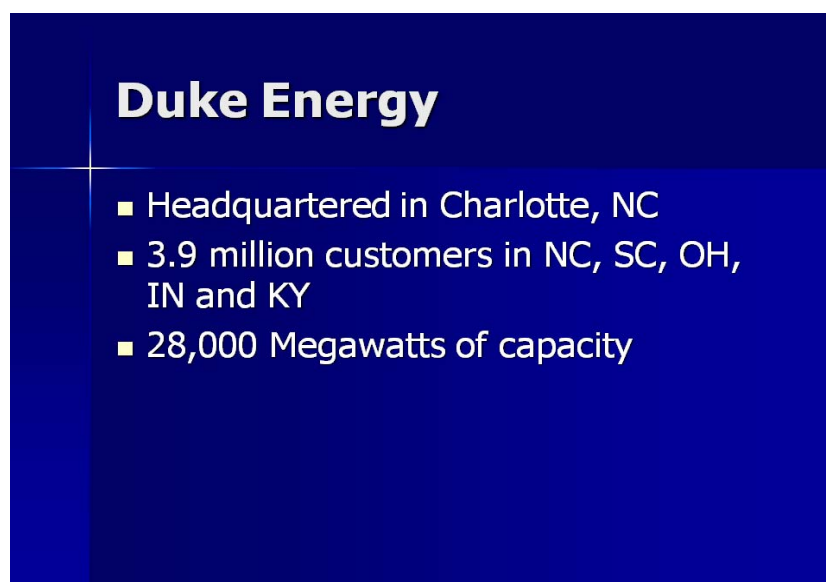 Duke Energy
Headquartered in Charlotte, NC
3.9 million customers in NC, SC, OH,
IN and KY
28,000 Megawatts of capacity